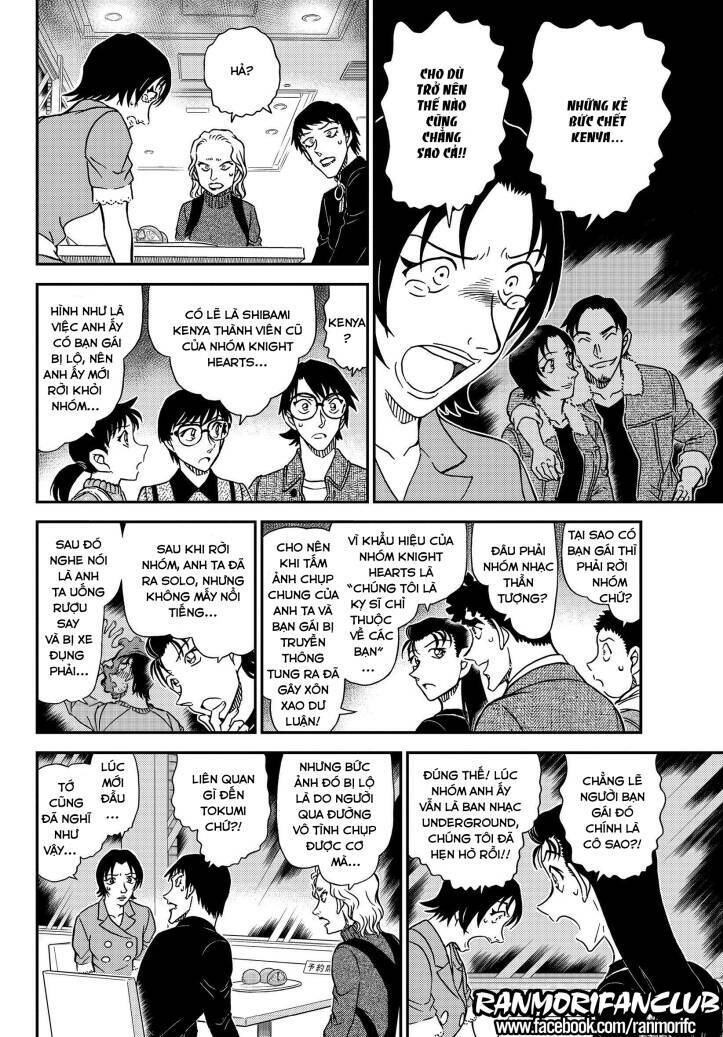 NHỮNG KẺ
BỨC CHẾT
KENYA...
CHO DÙ
TRỞ NÊN
THẾ NÀO
CŨNG
CHẲNG
SAO CẢ!!
HẢ?
KENYA
?
CÓ LẼ LÀ SHIBAMI
KENYA THÀNH VIÊN CŨ
CỦA NHÓM KNIGHT
HEARTS...
HÌNH NHƯ LÀ
VIỆC ANH ẤY
CÓ BẠN GÁI
BỊ LỘ, NÊN
ANH ẤY MỚI
RỜI KHỎI
NHÓM...
TẠI SAO CÓ
BẠN GÁI THÌ
PHẢI RỜI
NHÓM
CHỨ?
ĐÂU PHẢI
NHÓM NHẠC
THẦN
TƯỢNG?
VÌ KHẨU HIỆU CỦA
NHÓM KNIGHT
HEARTS LÀ
"CHÚNG TÔI LÀ
KỴ SĨ CHỈ
THUỘC
VỀ CÁC
BẠN"
...
CHO NÊN
KHI TẤM
ẢNH CHỤP
CHUNG CỦA
ANH TA VÀ
BẠN GÁI BỊ
TRUYỀN
THÔNG
TUNG RA ĐÃ
GÂY XÔN
XAO DƯ
LUẬN!
SAU KHI RỜI
NHÓM, ANH TA ĐÃ
RA SOLO, NHƯNG
KHÔNG MẤY NỔI
TIẾNG...
SAU ĐÓ
NGHE NÓI
LÀ ANH
TA UỐNG
RƯỢU
SAY
VÀ BỊ XE
ĐỤNG
PHẢI...
CHẲNG LẼ
NGƯỜI BẠN
GÁI ĐÓ
CHÍNH LÀ
CÔ SAO?!
ĐÚNG THẾ! LÚC
NHÓM ANH ẤY
VẪN LÀ BAN NHẠC
UNDERGROUND,
CHÚNG TÔI ĐÃ
HẸN HÒ RỒI!!
NHƯNG BỨC
ẢNH ĐÓ BỊ LỘ
LÀ DO NGƯỜI
QUA ĐƯỜNG
VÔ TÌNH CHỤP
ĐƯỢC CƠ
MÀ...
LIÊN QUAN
GÌ ĐẾN
TOKUMI
CHỨ?!
LÚC
MỚI
ĐẦU...
TỚ
CŨNG
ĐÃ NGHĨ
NHƯ
VẬY...
予約席
RANMORIFANCLUB
www.facebook.com/ranmorifc